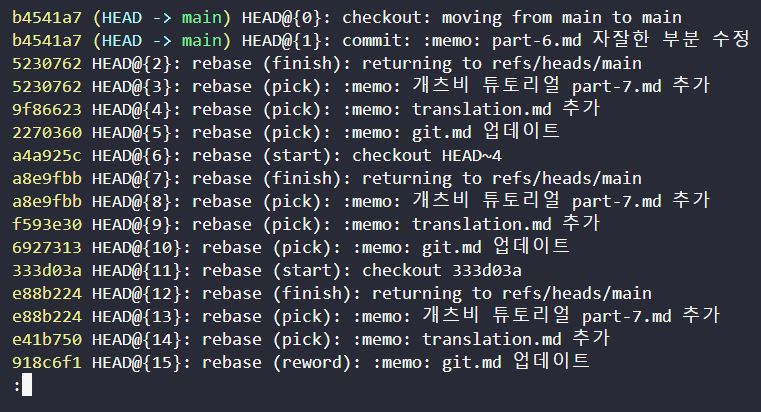 b4541a7 (HEAD -> main) HEAD@{0}: checkout: moving from main to main
b4541a7 (HEAD -> main) HEAD@{1}: commit: :memo: part-6.md 자잘한 부분 수정
5230762 HEAD@{2}: rebase (finish): returning to refs/heads/main
5230762 HEAD@{3}: rebase (pick): :memo: 개츠비 튜토리얼 part-7.md 추가
9f86623 HEAD@{4}: rebase (pick): :memo: translation.md 추가
2270360 HEAD@{5}: rebase (pick): :memo: git.md 업데이트
a4a925c HEAD@{6}: rebase (start): checkout HEAD~4
a8e9fbb HEAD@{7}: rebase (finish): returning to refs/heads/main
a8e9fbb HEAD@{8}: rebase (pick): :memo: 개츠비 튜토리얼 part-7.md 추가
f593e30 HEAD@{9}: rebase (pick): :memo: translation.md 추가
6927313 HEAD@{10}: rebase (pick): :memo: git.md 업데이트
333d03a HEAD@{11}: rebase (start): checkout 333d03a
e88b224 HEAD@{12}: rebase (finish): returning to refs/heads/main
e88b224 HEAD@{13}: rebase (pick): :memo: 개츠비 튜토리얼 part-7.md 추가
e41b750 HEAD@{14}: rebase (pick): :memo: translation.md 추가
918c6f1 HEAD@{15}: rebase (reword): :memo: git.md 업데이트
: